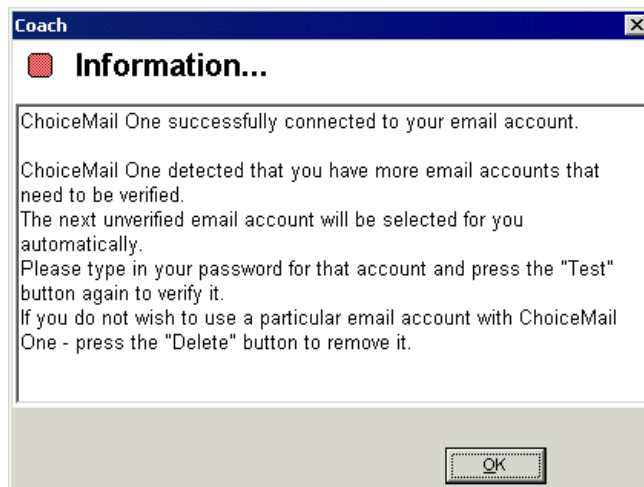 Coach
Information...
ChoiceMail One successfully connected to your email account.
ChoiceMail One detected that you have more email accounts that
need to be verified.
The next unverified email account will be selected for you
automatically.
Please type in your password for that account and press the "Test"
button again to verify it.
If you do not wish to use a particular email account with ChoiceMail
One - press the "Delete" button to remove it.
OK